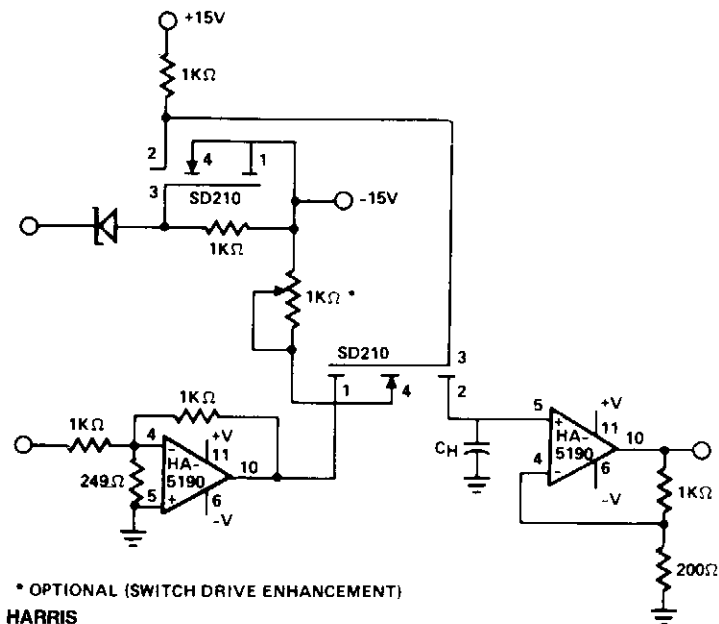 +15V
1KΩ
2
4
1
3
SD210
-15V
1KΩ
1KΩ *
SD210
3
1
4
2
1KΩ
1KΩ
+V
4
-
11
HA-
5190
10
249Ω
5
+
6
-V
CH
+V
5
+
11
HA-
5190
10
4
-
6
-V
1KΩ
200Ω
* OPTIONAL (SWITCH DRIVE ENHANCEMENT)
HARRIS